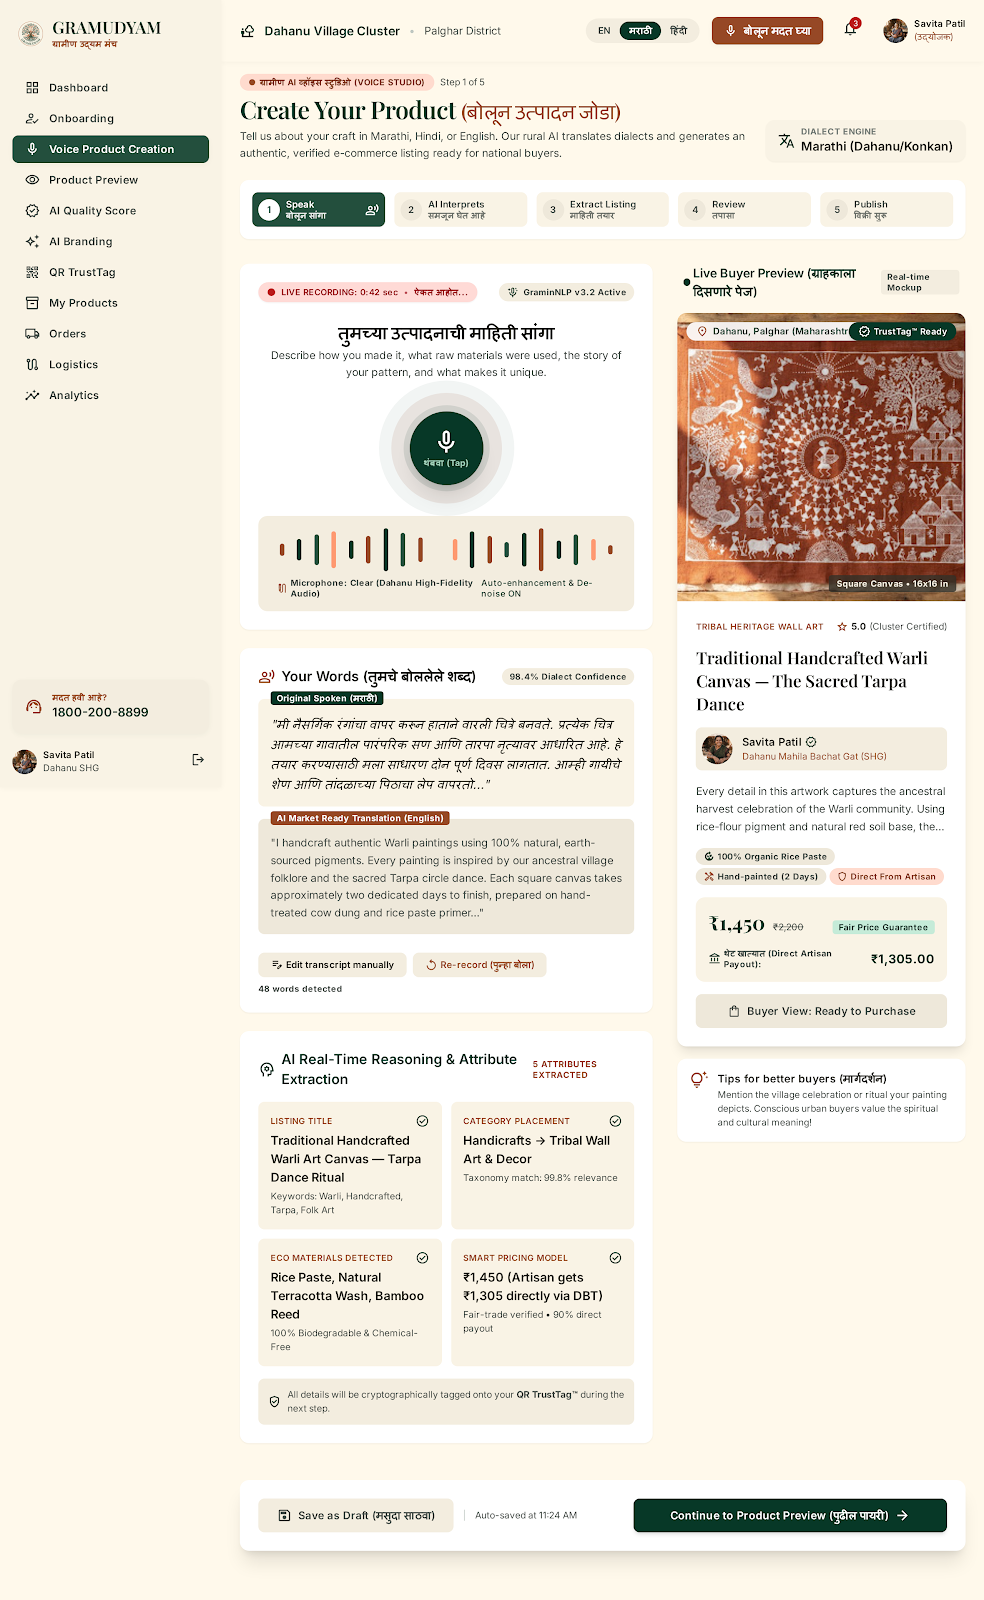 GRAMUDYAM
ग्रामीण उद्यम मंच
Dashboard
Onboarding
Voice Product Creation
Product Preview
AI Quality Score
AI Branding
QR TrustTag
My Products
Orders
Logistics
Analytics
मदत हवी आहे?
1800-200-8899
Savita Patil
Dahanu SHG
Dahanu Village Cluster • Palghar District
EN मराठी हिंदी
बोलून मदत घ्या
3
Savita Patil
(उद्योजक)
ग्रामीण AI व्हॉइस स्टुडिओ (VOICE STUDIO) Step 1 of 5
Create Your Product (बोलून उत्पादन जोडा)
Tell us about your craft in Marathi, Hindi, or English. Our rural AI translates dialects and generates an
authentic, verified e-commerce listing ready for national buyers.
DIALECT ENGINE
Marathi (Dahanu/Konkan)
1 Speak
बोलून सांगा
2 AI Interprets
समजून घेत आहे
3 Extract Listing
माहिती तयार
4 Review
तपासा
5 Publish
विक्री सुरू
LIVE RECORDING: 0:42 sec • ऐकत आहोत...
GraminNLP v3.2 Active
तुमच्या उत्पादनाची माहिती सांगा
Describe how you made it, what raw materials were used, the story of
your pattern, and what makes it unique.
थांबवा (Tap)
Microphone: Clear (Dahanu High-Fidelity
Audio)
Auto-enhancement & De-
noise ON
Your Words (तुमचे बोललेले शब्द)
98.4% Dialect Confidence
Original Spoken (मराठी)
"मी नैसर्गिक रंगांचा वापर करून हाताने वारली चित्रे बनवते. प्रत्येक चित्र
आमच्या गावातील पारंपरिक सण आणि तारपा नृत्यावर आधारित आहे. हे
तयार करण्यासाठी मला साधारण दोन पूर्ण दिवस लागतात. आम्ही गायीचे
शेण आणि तांदळाच्या पिठाचा लेप वापरतो..."
AI Market Ready Translation (English)
"I handcraft authentic Warli paintings using 100% natural, earth-
sourced pigments. Every painting is inspired by our ancestral village
folklore and the sacred Tarpa circle dance. Each square canvas takes
approximately two dedicated days to finish, prepared on hand-
treated cow dung and rice paste primer..."
Edit transcript manually
Re-record (पुन्हा बोला)
48 words detected
AI Real-Time Reasoning & Attribute
Extraction
5 ATTRIBUTES
EXTRACTED
LISTING TITLE
Traditional Handcrafted
Warli Art Canvas — Tarpa
Dance Ritual
Keywords: Warli, Handcrafted,
Tarpa, Folk Art
CATEGORY PLACEMENT
Handicrafts → Tribal Wall
Art & Decor
Taxonomy match: 99.8% relevance
ECO MATERIALS DETECTED
Rice Paste, Natural
Terracotta Wash, Bamboo
Reed
100% Biodegradable & Chemical-
Free
SMART PRICING MODEL
₹1,450 (Artisan gets
₹1,305 directly via DBT)
Fair-trade verified • 90% direct
payout
All details will be cryptographically tagged onto your QR TrustTag™ during the
next step.
Live Buyer Preview (ग्राहकाला
दिसणारे पेज)
Real-time
Mockup
Dahanu, Palghar (Maharashtr
TrustTag™ Ready
Square Canvas • 16x16 in
TRIBAL HERITAGE WALL ART
5.0 (Cluster Certified)
Traditional Handcrafted Warli
Canvas — The Sacred Tarpa
Dance
Savita Patil
Dahanu Mahila Bachat Gat (SHG)
Every detail in this artwork captures the ancestral
harvest celebration of the Warli community. Using
rice-flour pigment and natural red soil base, the...
100% Organic Rice Paste
Hand-painted (2 Days)
Direct From Artisan
₹1,450 ₹2,200
Fair Price Guarantee
थेट खात्यात (Direct Artisan
Payout):
₹1,305.00
Buyer View: Ready to Purchase
Tips for better buyers (मार्गदर्शन)
Mention the village celebration or ritual your painting
depicts. Conscious urban buyers value the spiritual
and cultural meaning!
Save as Draft (मसुदा साठवा)
Auto-saved at 11:24 AM
Continue to Product Preview (पुढील पायरी) →